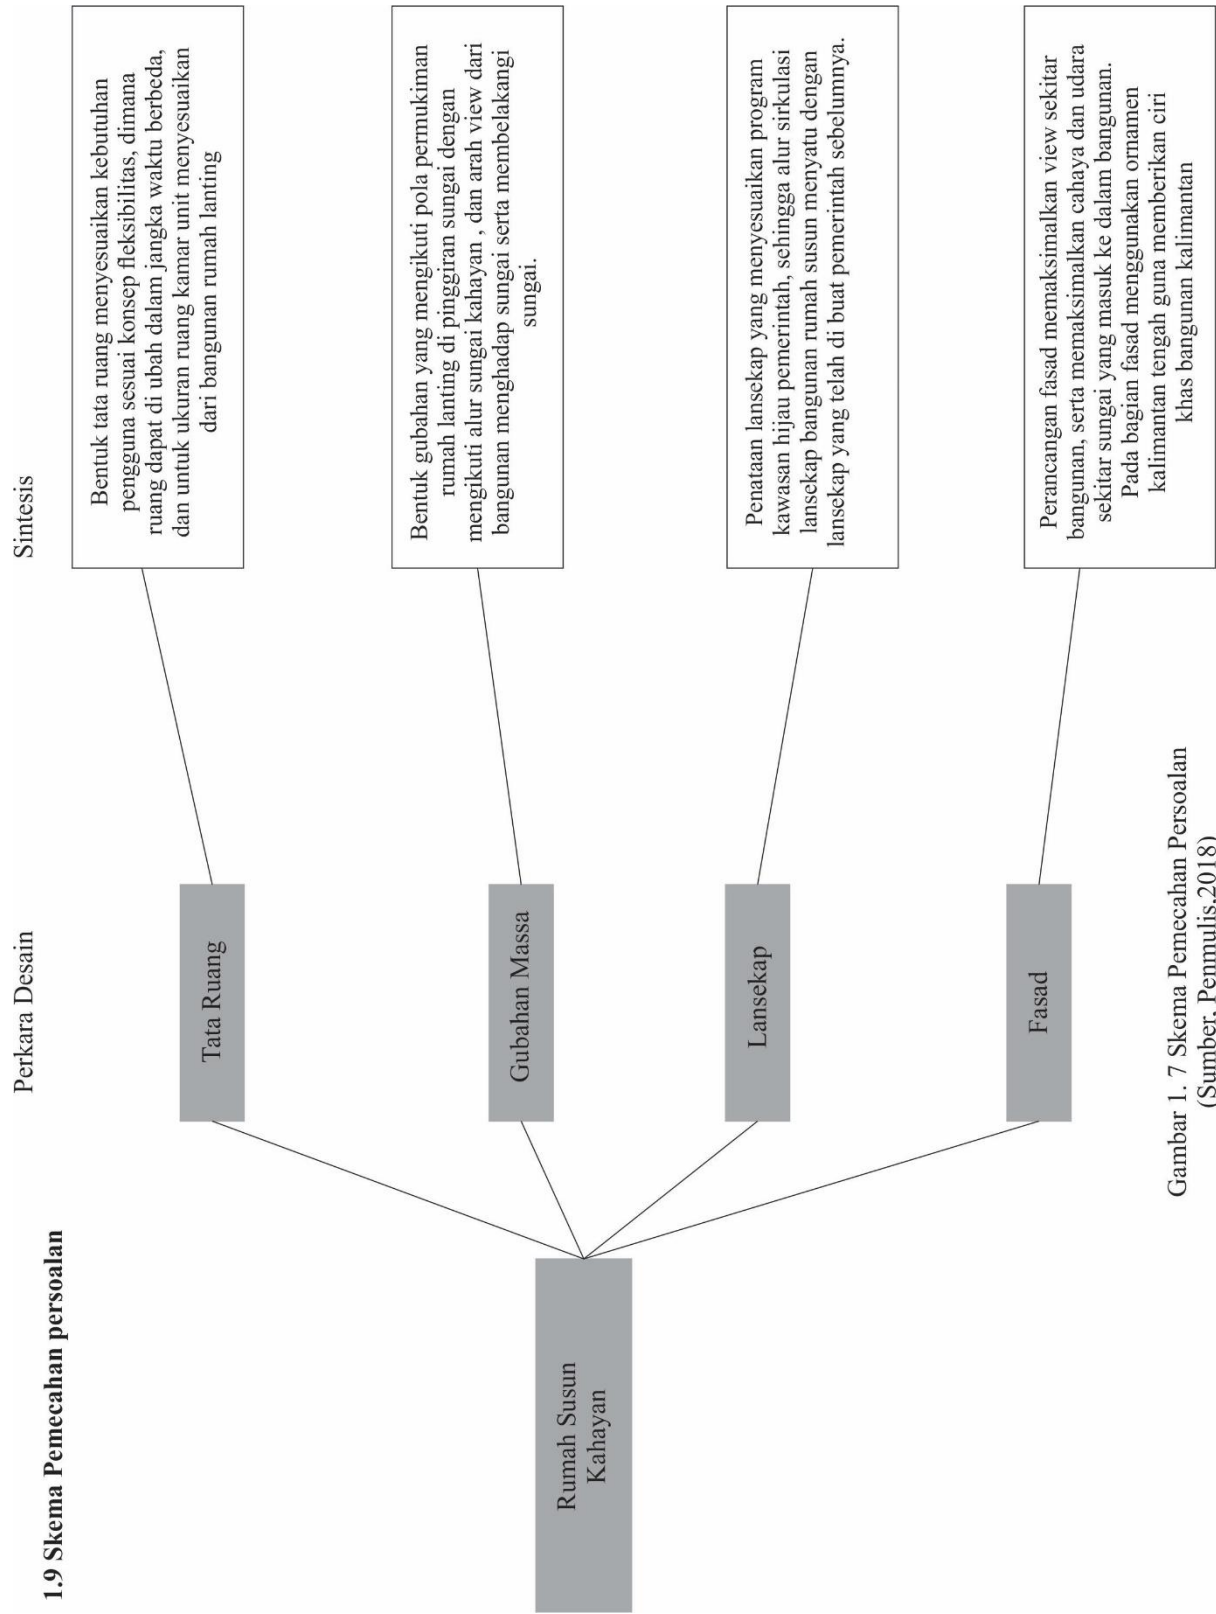 1.9 Skema Pemecahan persoalan
Perkara Desain
Sintesis
Rumah Susun
Kahayan
Tata Ruang
Bentuk tata ruang menyesuaikan kebutuhan
pengguna sesuai konsep fleksibilitas, dimana
ruang dapat di ubah dalam jangka waktu berbeda,
dan untuk ukuran ruang kamar unit menyesuaikan
dari bangunan rumah lanting
Gubahan Massa
Bentuk gubahan yang mengikuti pola permukiman
rumah lanting di pinggiran sungai dengan
mengikuti alur sungai kahayan , dan arah view dari
bangunan menghadap sungai serta membelakangi
sungai.
Lansekap
Penataan lansekap yang menyesuaikan program
kawasan hijau pemerintah, sehingga alur sirkulasi
lansekap bangunan rumah susun menyatu dengan
lansekap yang telah di buat pemerintah sebelumnya.
Fasad
Perancangan fasad memaksimalkan view sekitar
bangunan, serta memaksimalkan cahaya dan udara
sekitar sungai yang masuk ke dalam bangunan.
Pada bagian fasad menggunakan ornamen
kalimantan tengah guna memberikan ciri
khas bangunan kalimantan
Gambar 1. 7 Skema Pemecahan Persoalan
(Sumber, Penmulis,2018)